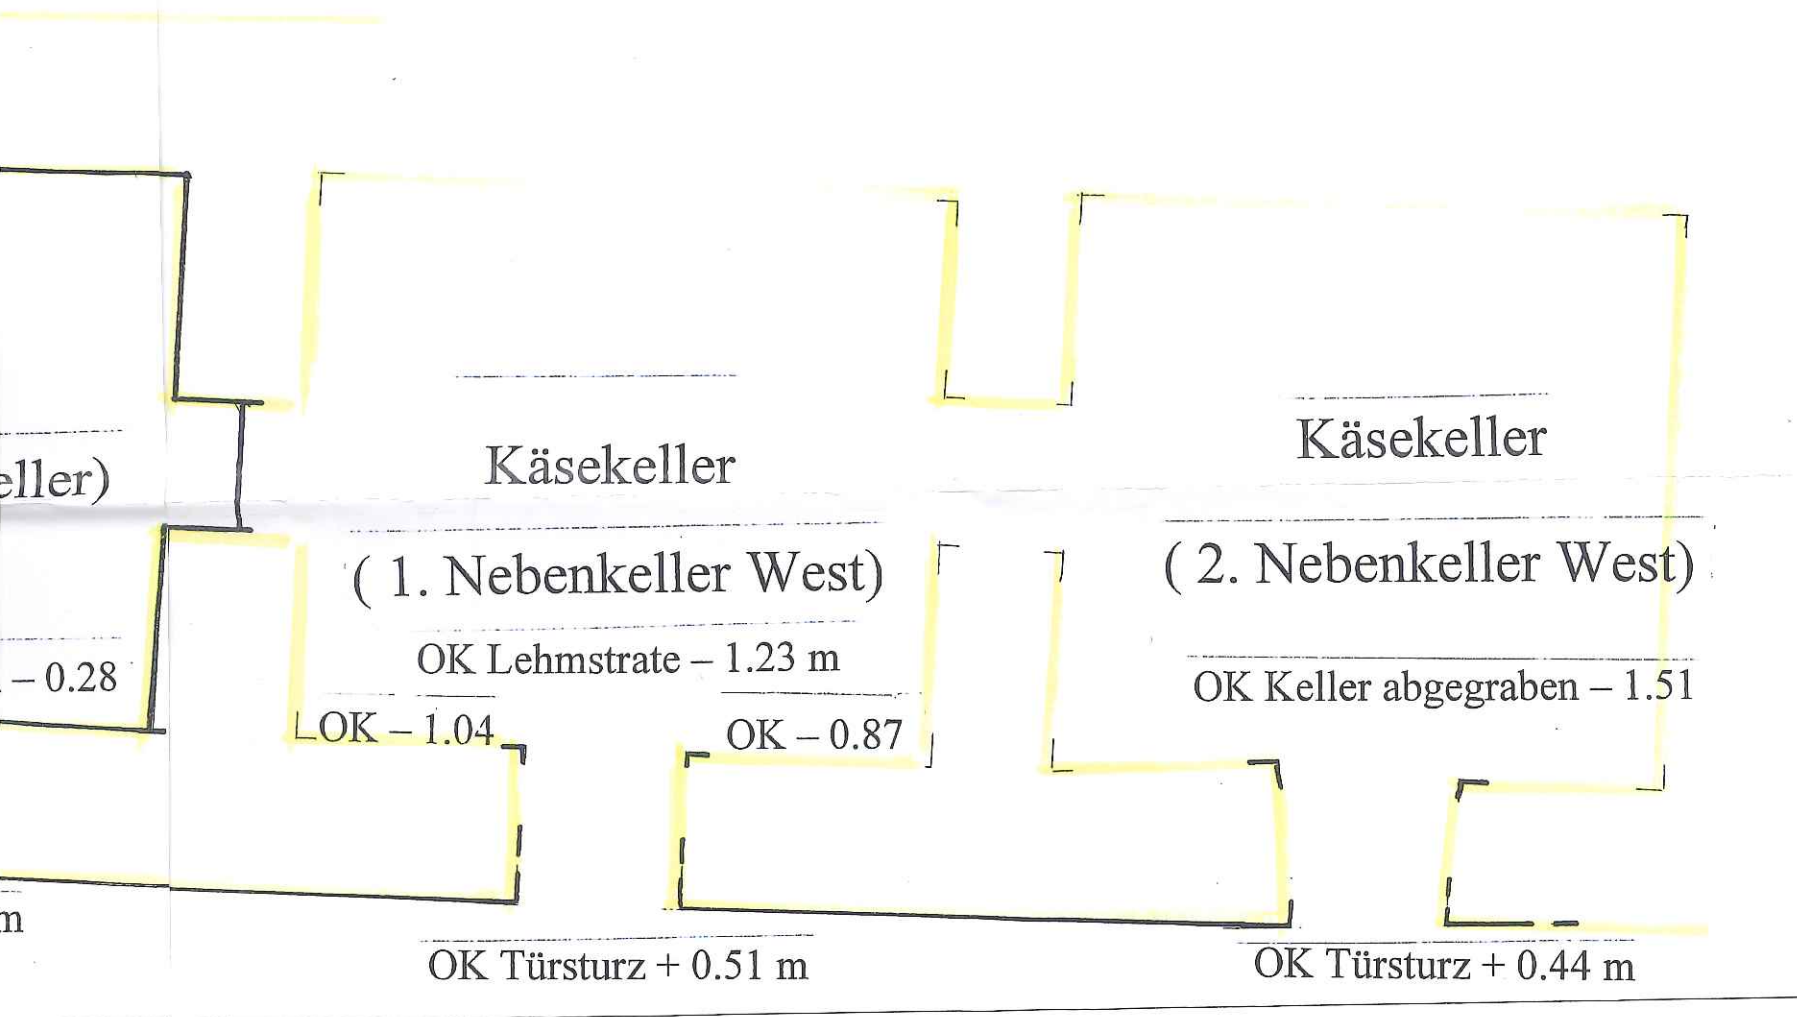 eller)
– 0.28
m
Käsekeller
( 1. Nebenkeller West)
OK Lehmstrate – 1.23 m
OK – 1.04
OK – 0.87
OK Türsturz + 0.51 m
Käsekeller
( 2. Nebenkeller West)
OK Keller abgegraben – 1.51
OK Türsturz + 0.44 m